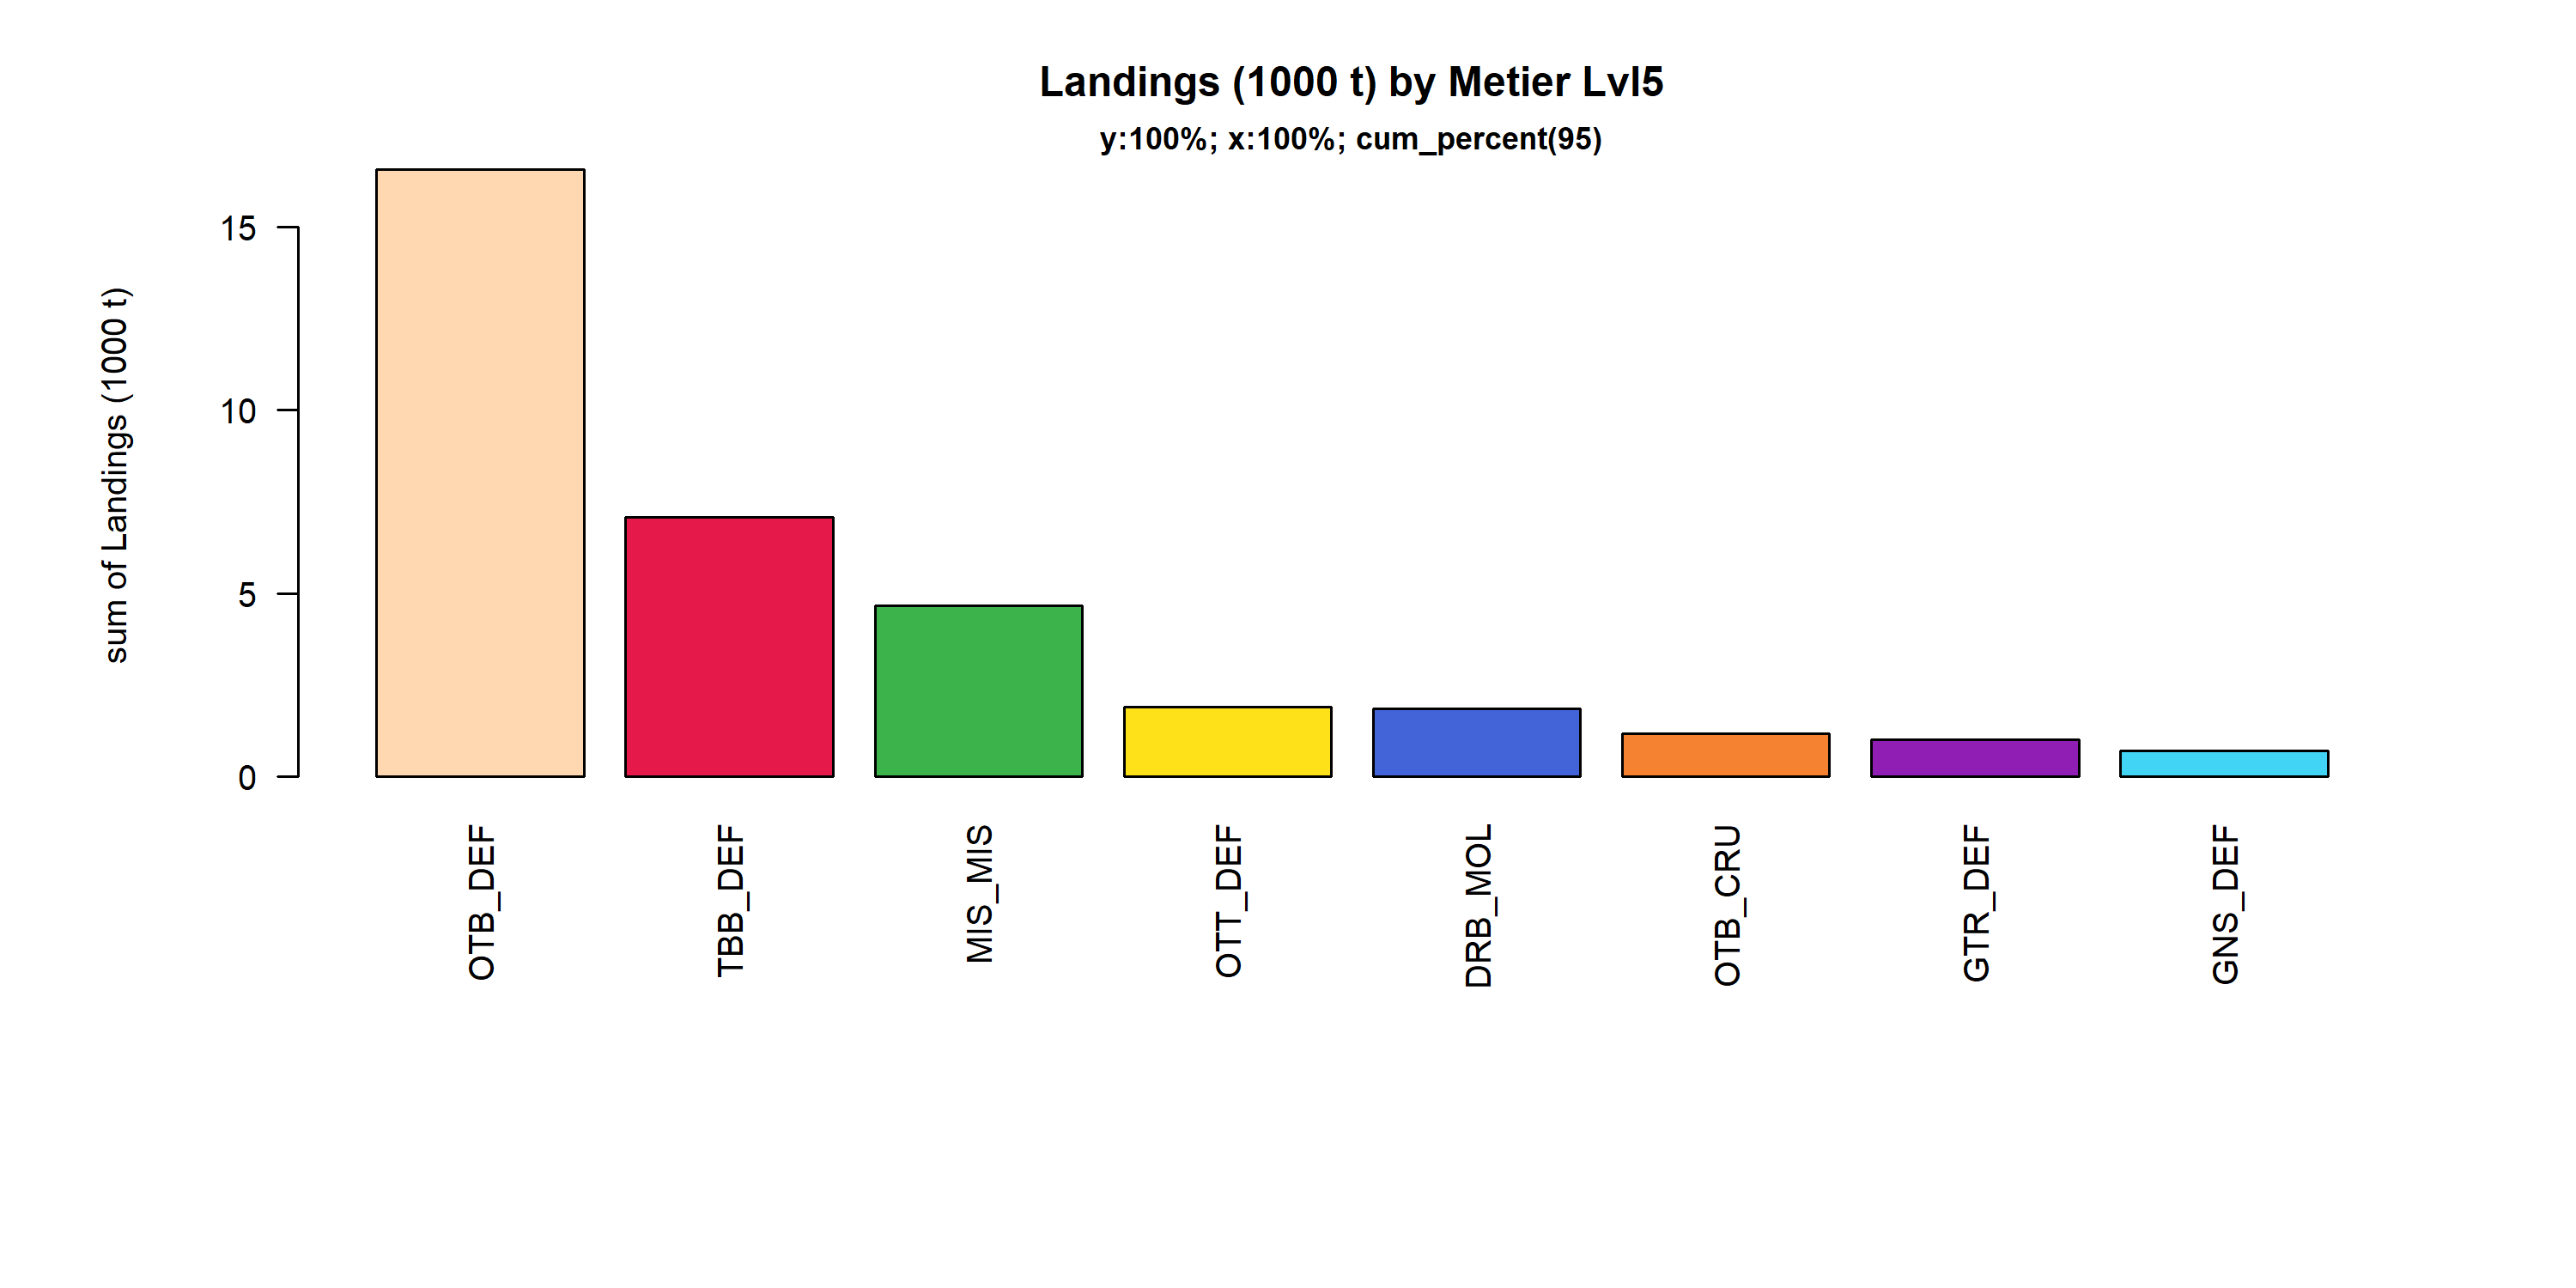 Landings (1000 t) by Metier Lvl5
y:100%; x:100%; cum_percent(95)
sum of Landings (1000 t)
15
10
5
0
OTB_DEF
TBB_DEF
MIS_MIS
OTT_DEF
DRB_MOL
OTB_CRU
GTR_DEF
GNS_DEF